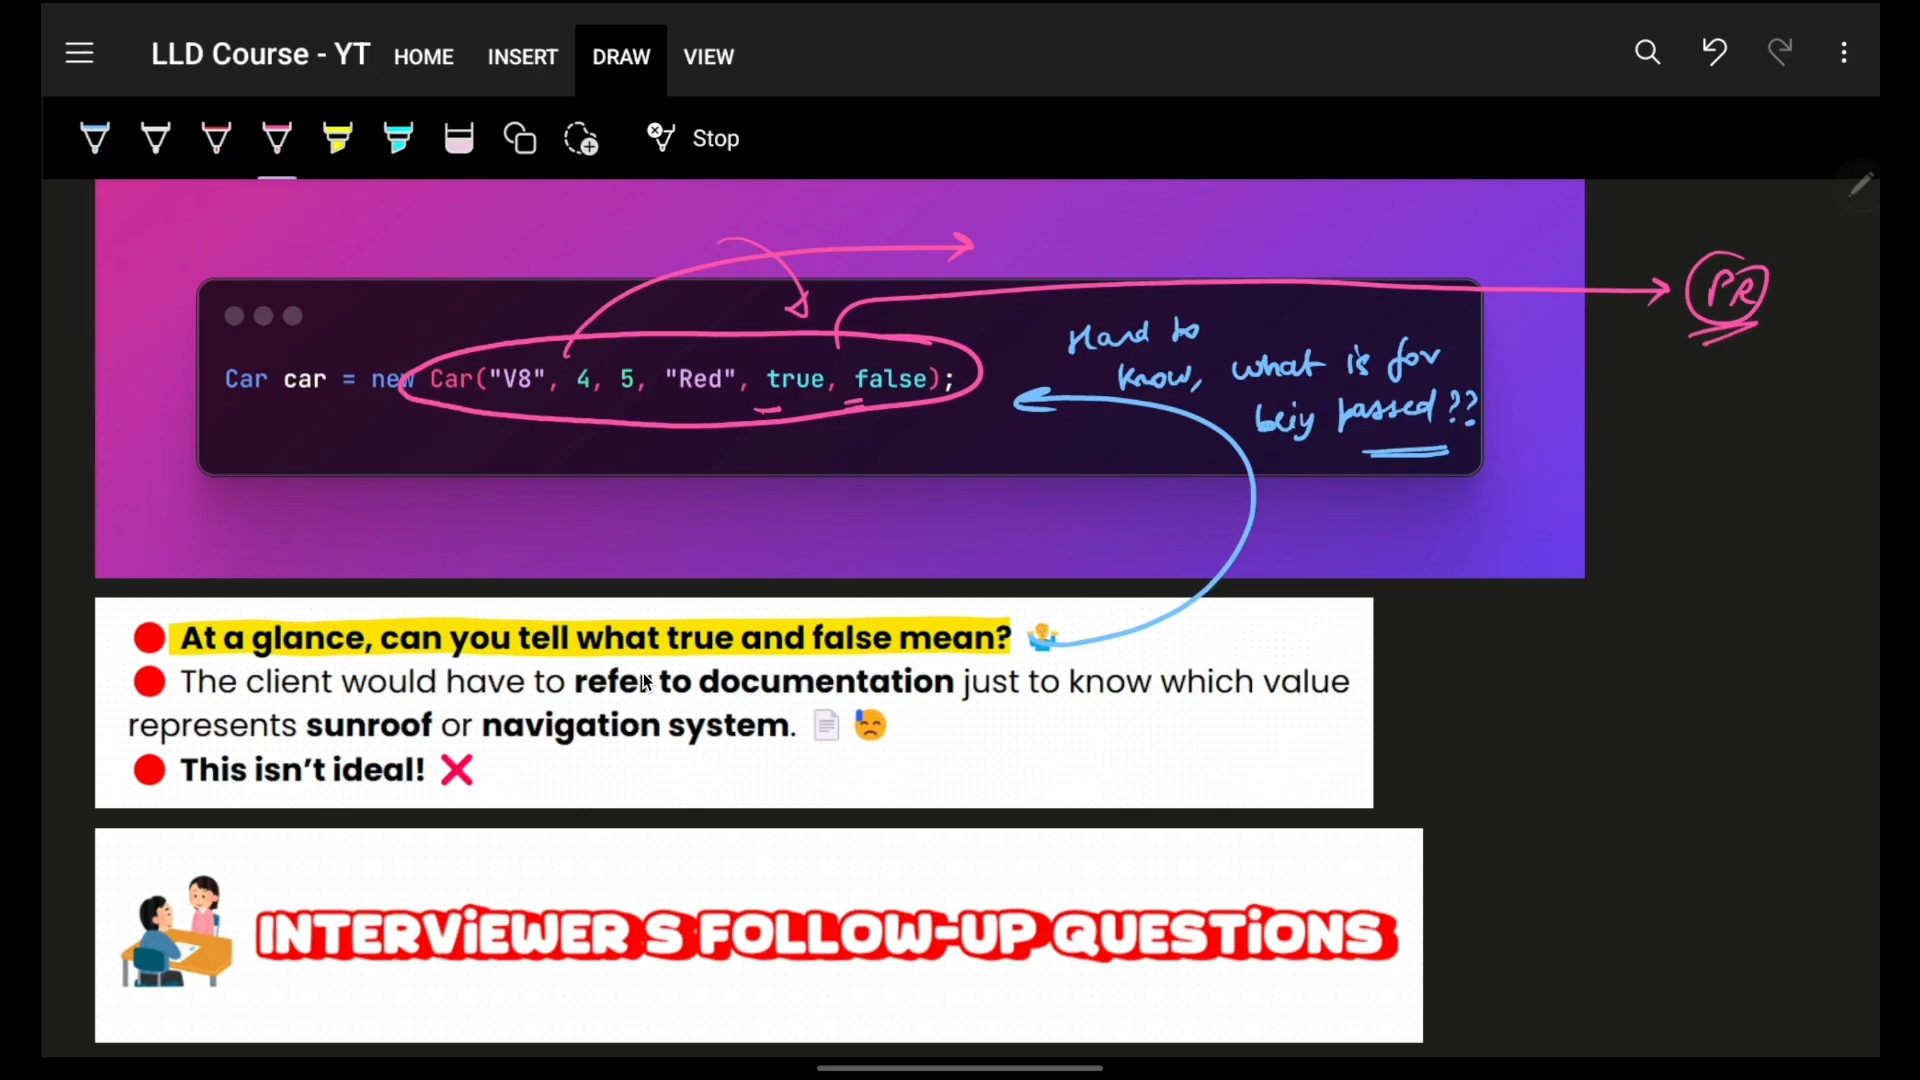 LLD Course - YT HOME INSERT DRAW VIEW
Stop
PR
Car car = new Car("V8", 4, 5, "Red", true, false);
Hard to
know, what is for
beiy passed??
At a glance, can you tell what true and false mean?
The client would have to refer to documentation just to know which value
represents sunroof or navigation system.
This isn't ideal!
INTERVIEWER S FOLLOW-UP QUESTIONS